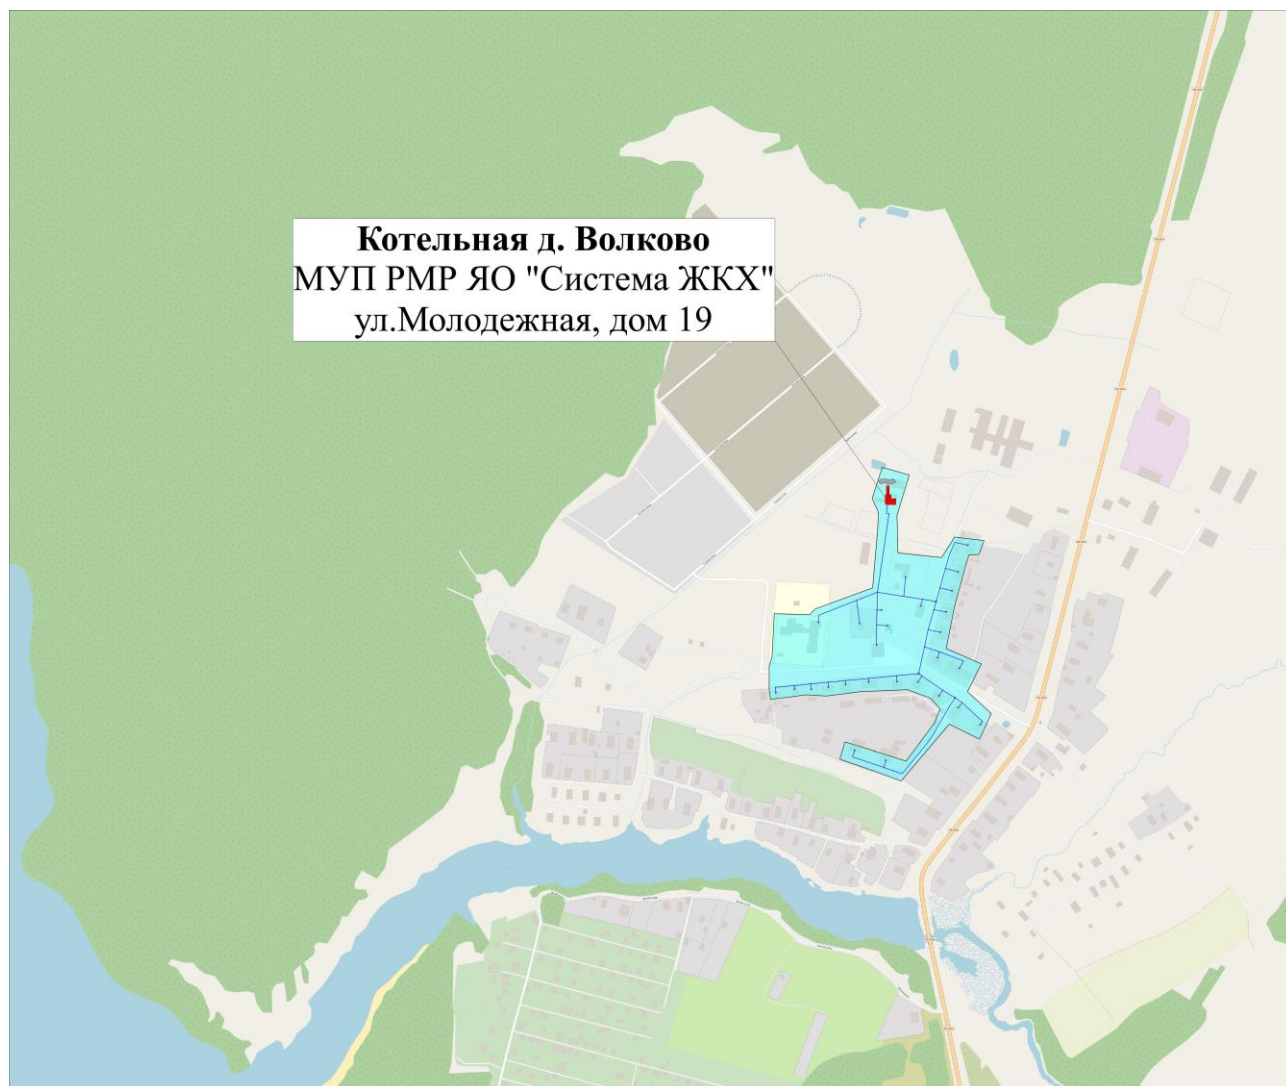 Котельная д. Волково
МУП РМР ЯО "Система ЖКХ"
ул.Молодежная, дом 19